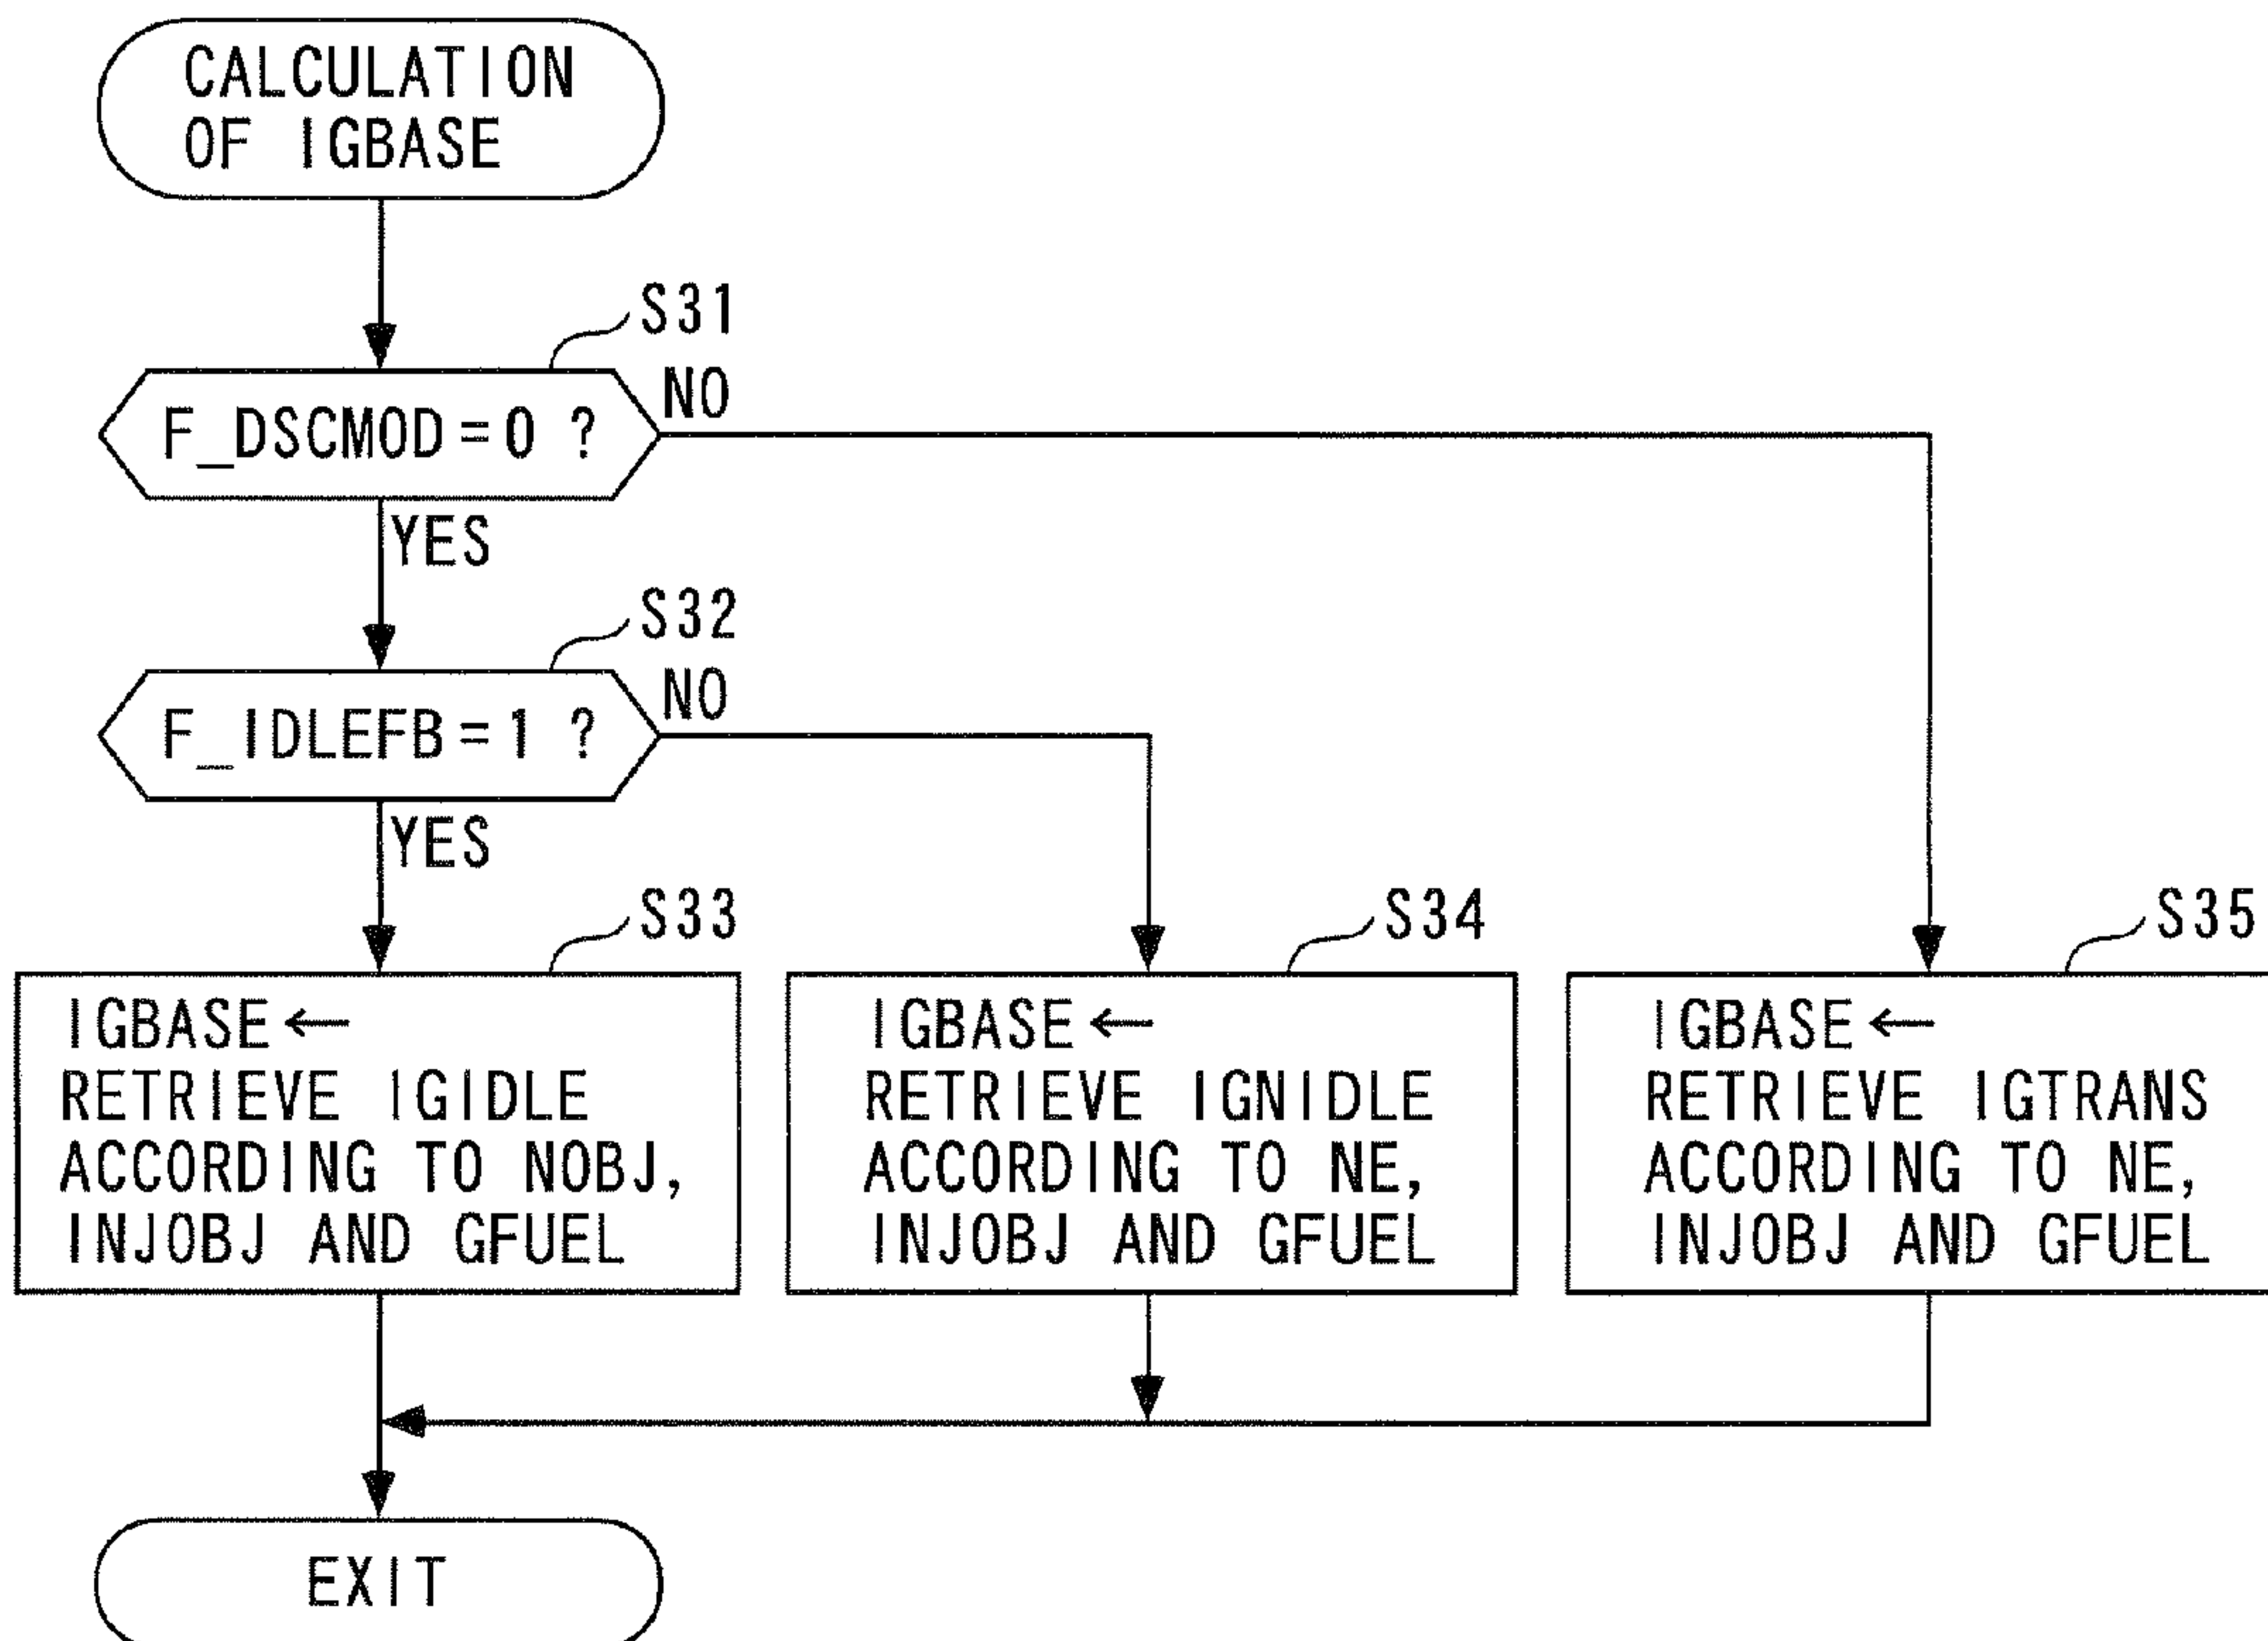 CALCULATION
OF IGBASE
S31
F_DSCMOD=0 ?
NO
YES
S32
F_IDLEFB=1 ?
NO
YES
S33
IGBASE←
RETRIEVE IGIDLE
ACCORDING TO NOBJ,
INJOBJ AND GFUEL
S34
IGBASE←
RETRIEVE IGNIDLE
ACCORDING TO NE,
INJOBJ AND GFUEL
S35
IGBASE←
RETRIEVE IGTRANS
ACCORDING TO NE,
INJOBJ AND GFUEL
EXIT